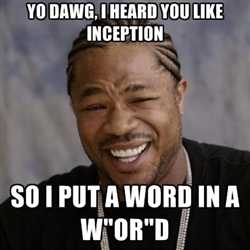 YO DAWG, I HEARD YOU LIKE
INCEPTION
SO I PUT A WORD IN A
W"OR"D